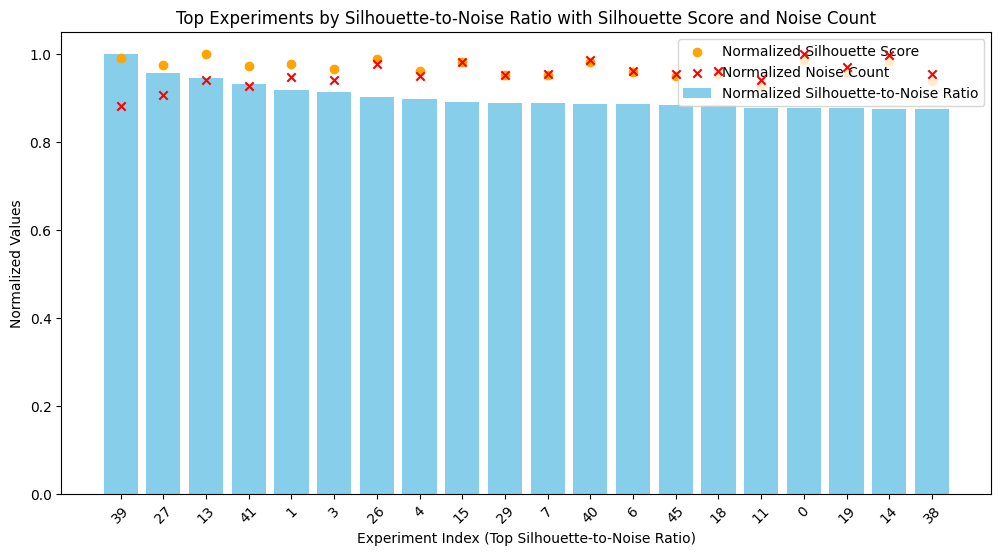 Top Experiments by Silhouette-to-Noise Ratio with Silhouette Score and Noise Count
Normalized Silhouette Score
Normalized Noise Count
Normalized Silhouette-to-Noise Ratio
Normalized Values
1.0
0.8
0.6
0.4
0.2
0.0
39 27 13 41 1 3 26 4 15 29 7 40 6 45 18 11 0 19 14 38
Experiment Index (Top Silhouette-to-Noise Ratio)